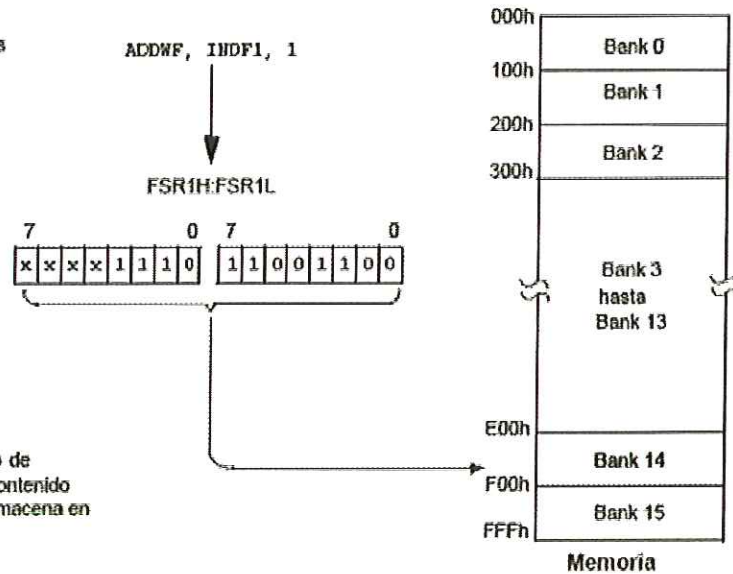 s
ADDWF, INDF1, 1
FSR1H:FSR1L
7 0 7 0
x x x x 1 1 1 0 1 1 0 0 1 1 0 0
de
ontenido
macena en
000h
Bank 0
100h
Bank 1
200h
Bank 2
300h
Bank 3
hasta
Bank 13
E00h
Bank 14
F00h
Bank 15
FFFh
Memoria